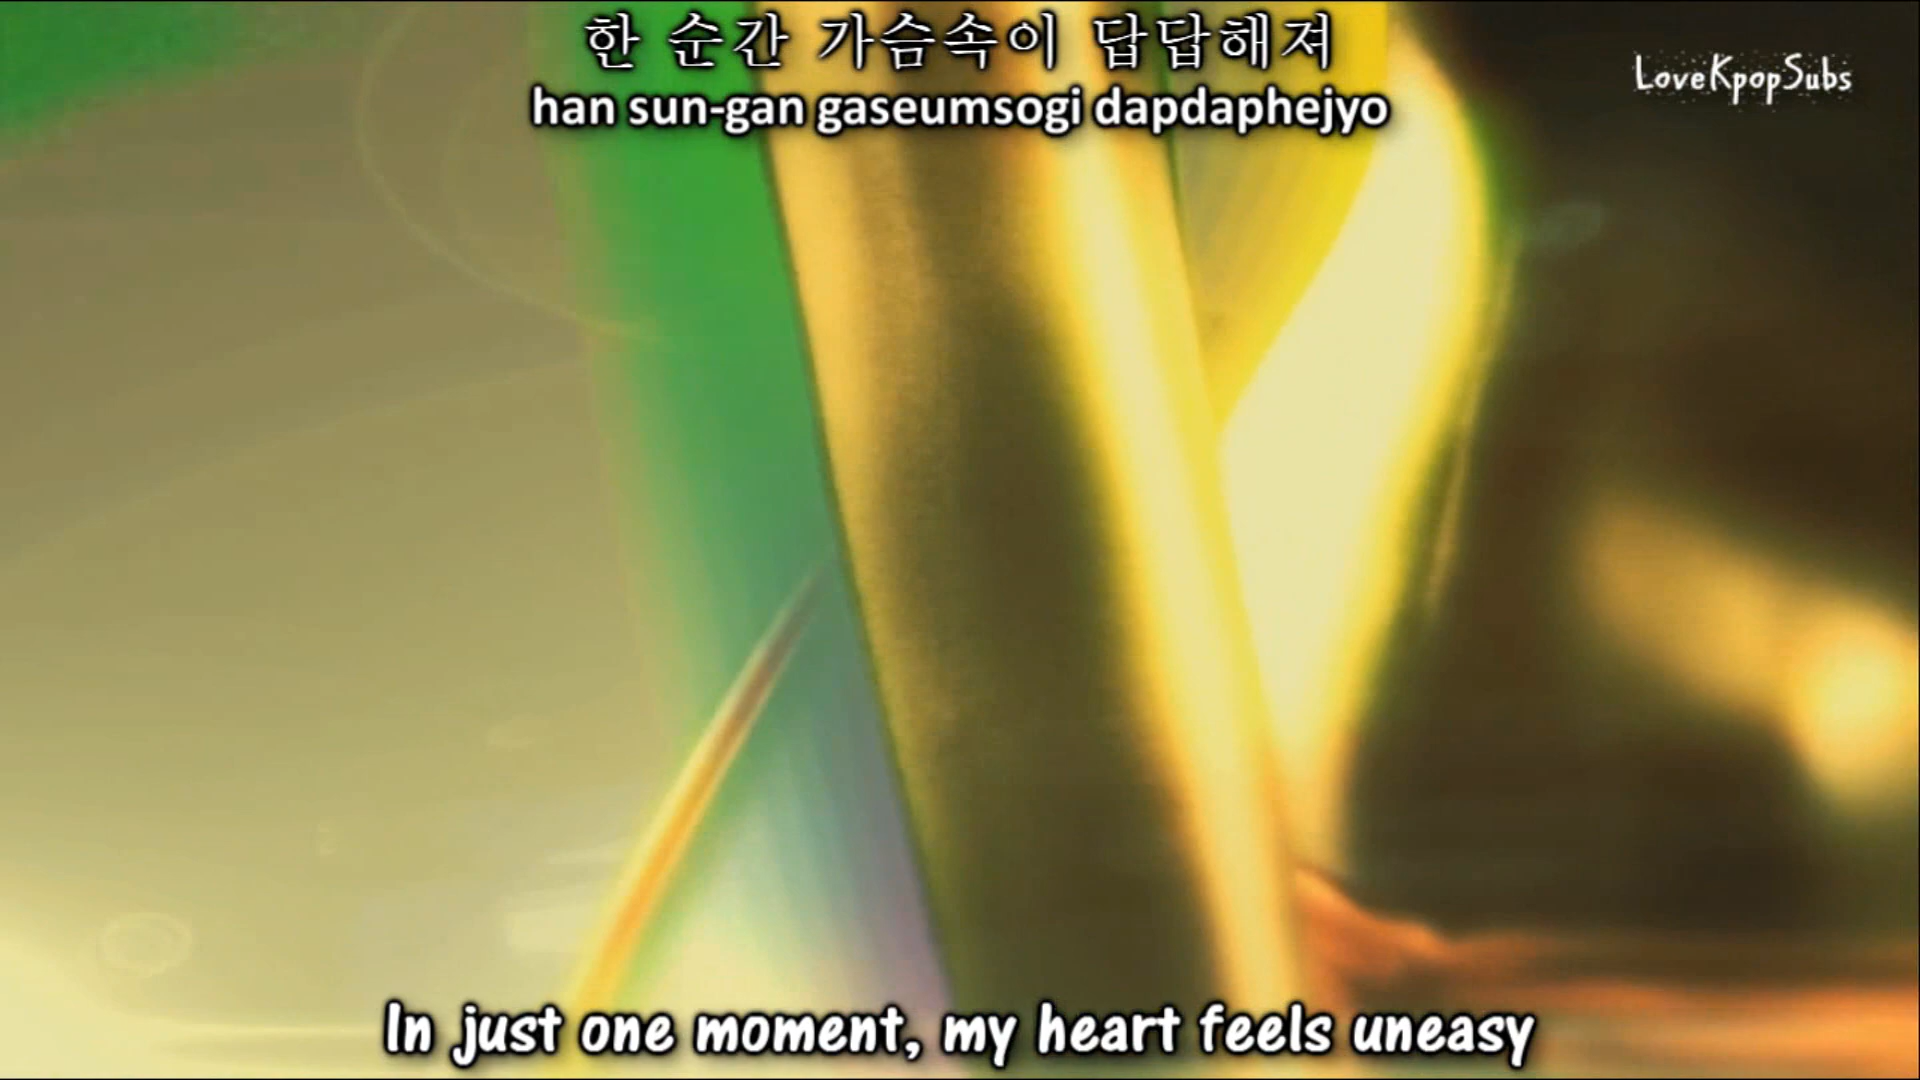 한 순간 가슴속이 답답해져
LoveKpopSubs
han sun-gan gaseumsogi dapdaphejyo
In just one moment, my heart feels uneasy